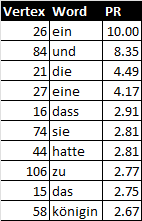 Vertex Word PR
26 ein 10.00
84 und 8.35
21 die 4.49
27 eine 4.17
16 dass 2.91
74 sie 2.81
44 hatte 2.81
106 zu 2.77
15 das 2.75
58 königin 2.67